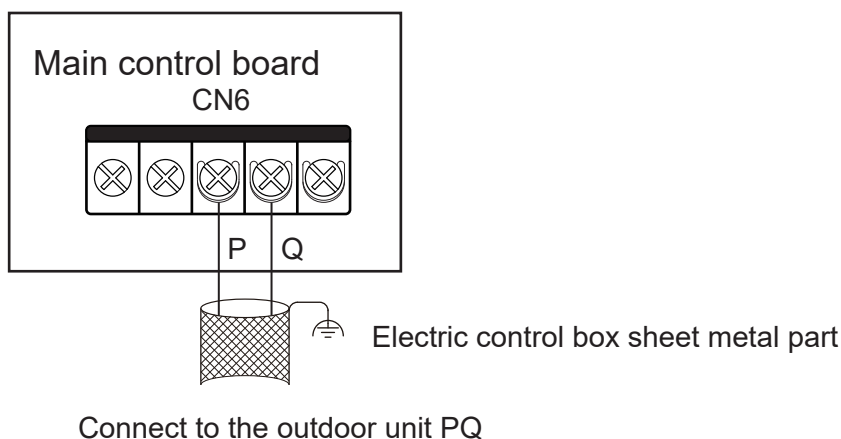 Main control board
CN6
P Q
Electric control box sheet metal part
Connect to the outdoor unit PQ